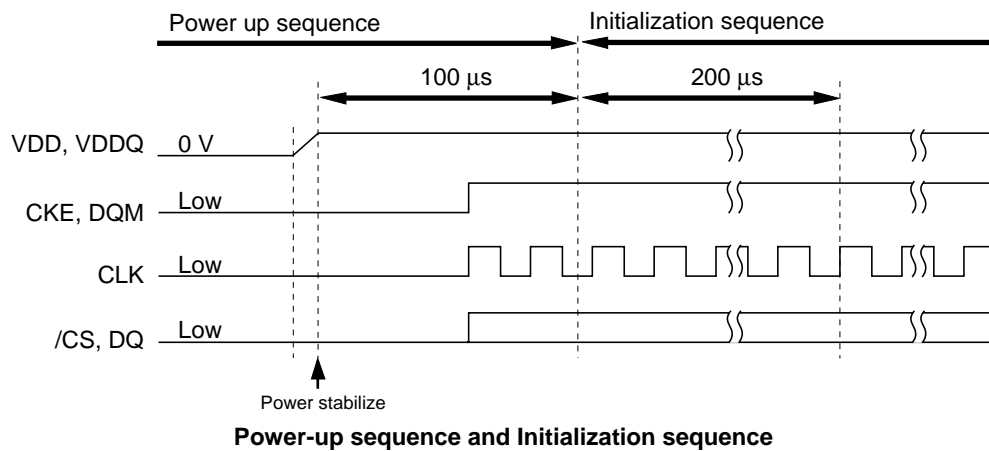 Power up sequence
Initialization sequence
100 μs
200 μs
VDD, VDDQ
0 V
CKE, DQM
Low
CLK
Low
/CS, DQ
Low
Power stabilize
Power-up sequence and Initialization sequence